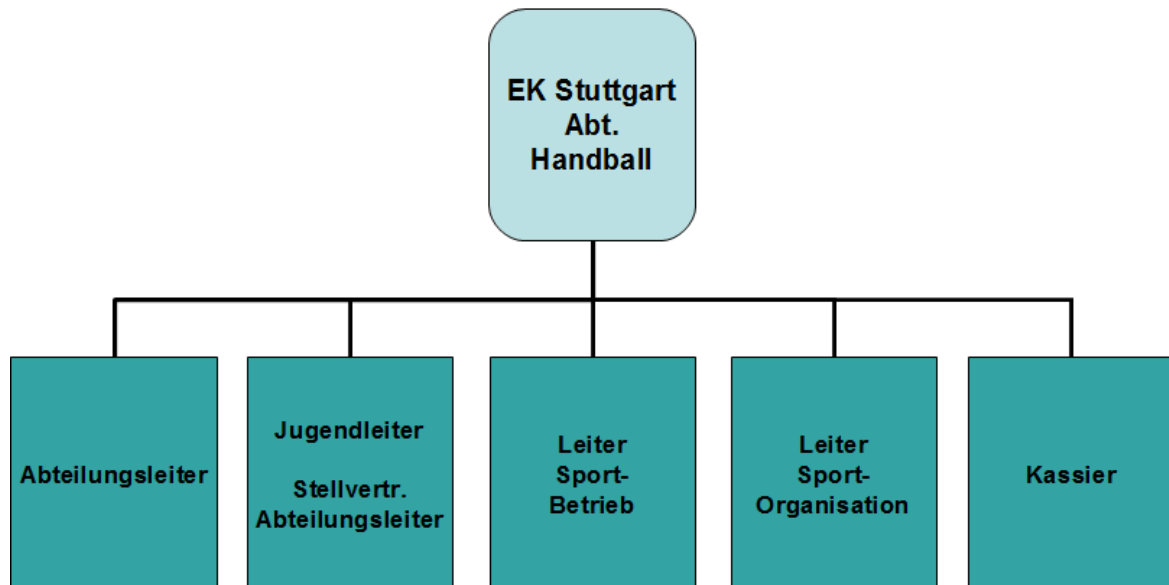 EK Stuttgart
Abt.
Handball
Abteilungsleiter
Jugendleiter
Stellvertr.
Abteilungsleiter
Leiter
Sport-
Betrieb
Leiter
Sport-
Organisation
Kassier